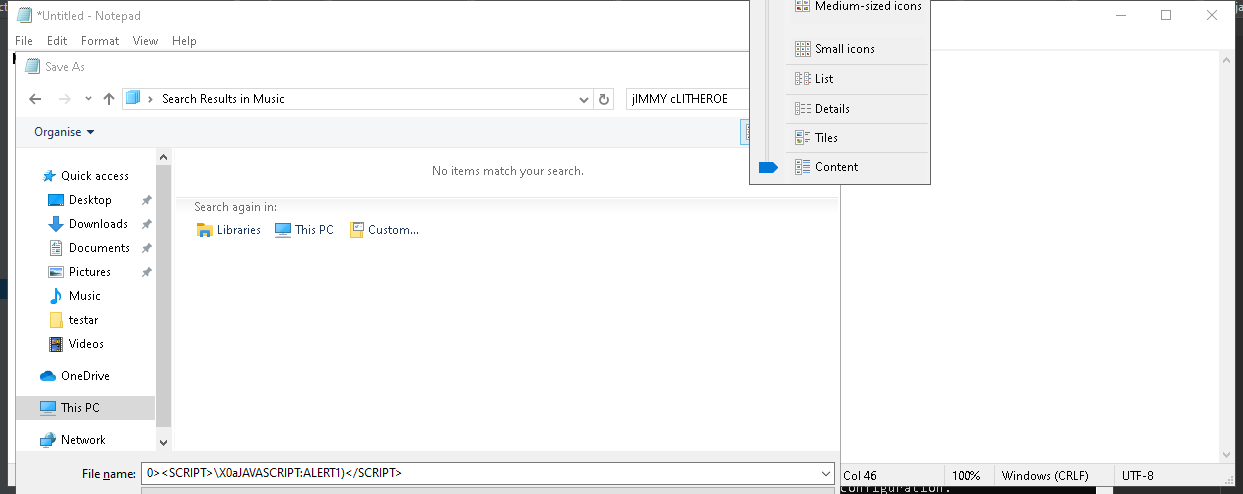 *Untitled - Notepad
File Edit Format View Help
Medium-sized icons
Small icons
List
Details
Tiles
Content
Save As
Search Results in Music
jIMMY cLITHEROE
Organise
No items match your search.
Search again in:
Libraries This PC Custom...
Quick access
Desktop
Downloads
Documents
Pictures
Music
testar
Videos
OneDrive
This PC
Network
File name: 0><SCRIPT>\X0aJAVASCRIPT:ALERT1)</SCRIPT>
Col 46 100% Windows (CRLF) UTF-8
configuration.